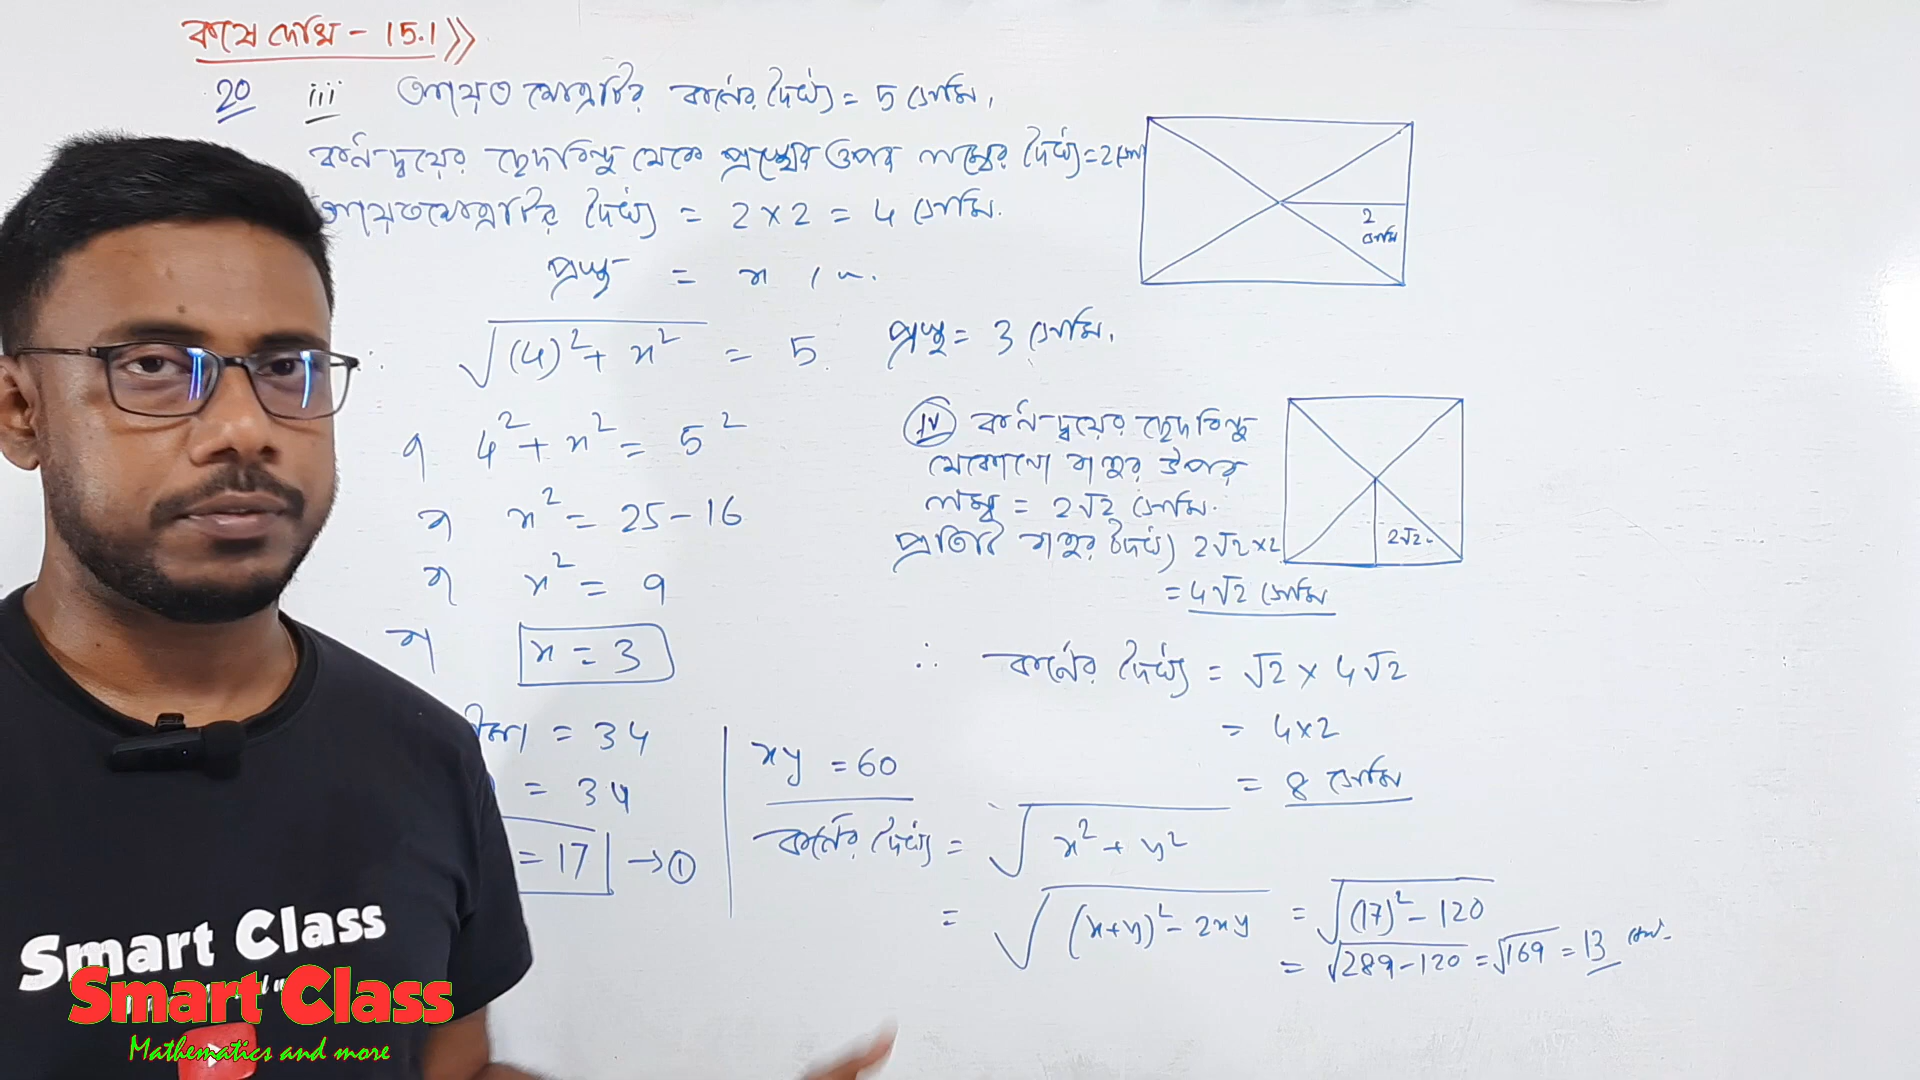 কষে দেখি - 15.1 >>
20 iii আয়তক্ষেত্রটির কর্ণের দৈর্ঘ্য = 5 সেমি.
কর্ণদ্বয়ের ছেদবিন্দু থেকে প্রস্থের ওপর লম্বের দৈর্ঘ্য = 2 সেমি
আয়তক্ষেত্রটির দৈর্ঘ্য = 2 × 2 = 4 সেমি.
প্রস্থ = x
2 সেমি
∴ √(4)² + x² = 5
বা 4² + x² = 5²
বা x² = 25 - 16
বা x² = 9
বা x = 3
প্রস্থ = 3 সেমি.
iv কর্ণদ্বয়ের ছেদবিন্দু
যেকোনো বাহুর উপর
লম্ব = 2√2 সেমি.
প্রতিটি বাহুর দৈর্ঘ্য 2√2 × 2
= 4√2 সেমি
2√2
∴ কর্ণের দৈর্ঘ্য = √2 × 4√2
= 4×2
= 8 সেমি
= 34
= 34
= 17 → ①
xy = 60
কর্ণের দৈর্ঘ্য = √x² + y²
= √(x+y)² - 2xy = √(17)² - 120
= √289 - 120 = √169 = 13 সেমি.
Smart Class
Smart Class
Mathematics and more